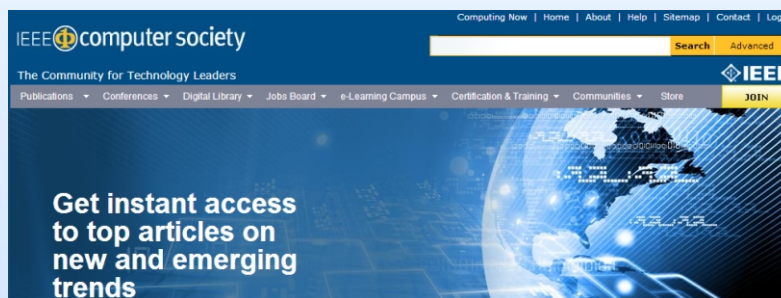 Computing Now | Home | About | Help | Sitemap | Contact |
IEEE computer society
Search Advanced
The Community for Technology Leaders
IEEE
Publications Conferences Digital Library Jobs Board e-Learning Campus Certification & Training Communities Store JOIN
Get instant access
to top articles on
new and emerging
trends